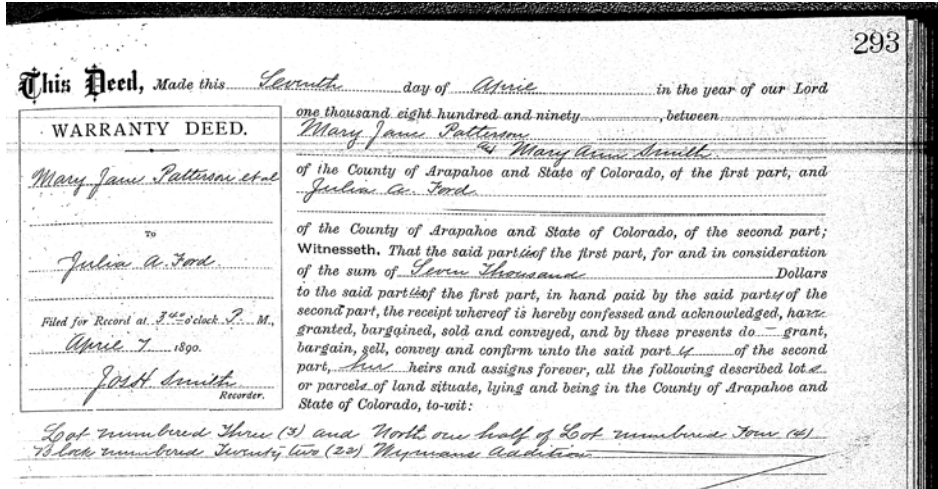 293
This Deed, Made this Seventh day of April in the year of our Lord
one thousand eight hundred and ninety, between
Mary Jane Patterson
and Mary Ann Smith
of the County of Arapahoe and State of Colorado, of the first part, and
Julia A. Ford
of the County of Arapahoe and State of Colorado, of the second part;
Witnesseth. That the said parties of the first part, for and in consideration
of the sum of Seven Thousand Dollars
to the said parties of the first part, in hand paid by the said party of the
second part, the receipt whereof is hereby confessed and acknowledged, have
granted, bargained, sold and conveyed, and by these presents do – grant,
bargain, sell, convey and confirm unto the said party of the second
part, her heirs and assigns forever, all the following described lots
or parcels of land situate, lying and being in the County of Arapahoe and
State of Colorado, to-wit:
WARRANTY DEED.
Mary Jane Patterson et al
To
Julia A. Ford.
Filed for Record at 3 40 o'clock P. M.,
April 7 1890.
Jos H. Smith
Recorder.
Lot numbered Three (3) and North one half of Lot numbered Four (4)
Block numbered Twenty two (22) Wymans Addition